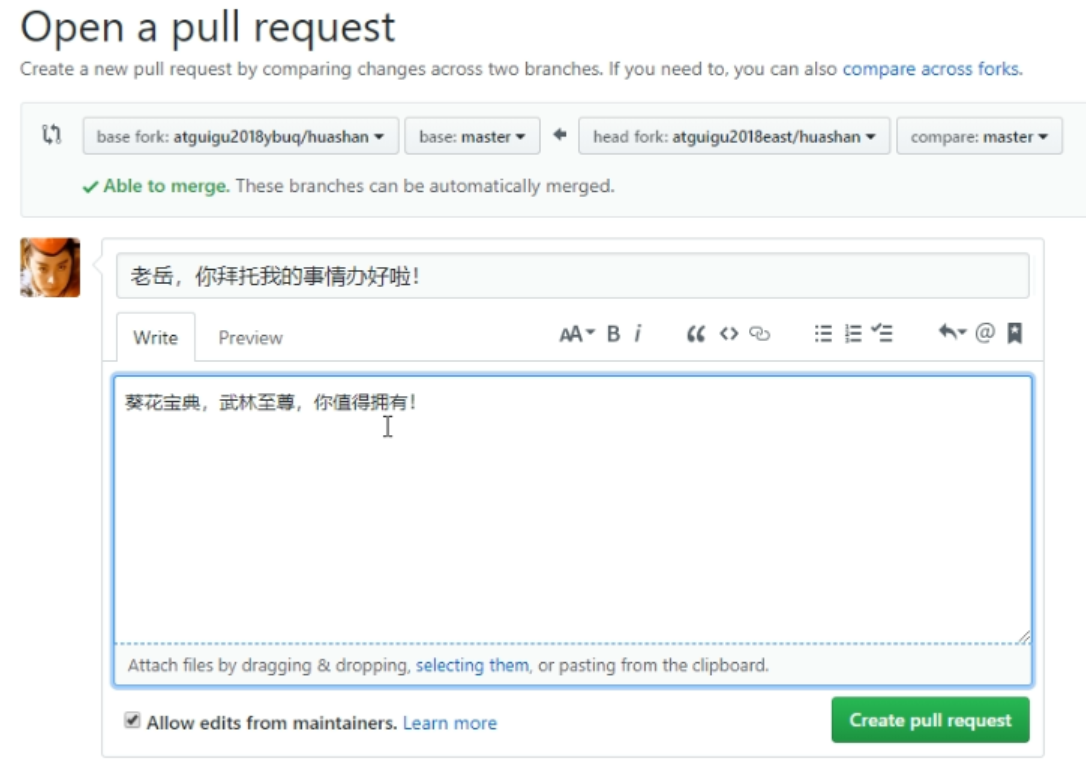 Open a pull request
Create a new pull request by comparing changes across two branches. If you need to, you can also compare across forks.
base fork: atguigu2018ybuq/huashan base: master head fork: atguigu2018east/huashan compare: master
Able to merge. These branches can be automatically merged.
老岳，你拜托我的事情办好啦！
Write Preview AA B i “ <> @
葵花宝典，武林至尊，你值得拥有！
Attach files by dragging & dropping, selecting them, or pasting from the clipboard.
Allow edits from maintainers. Learn more Create pull request